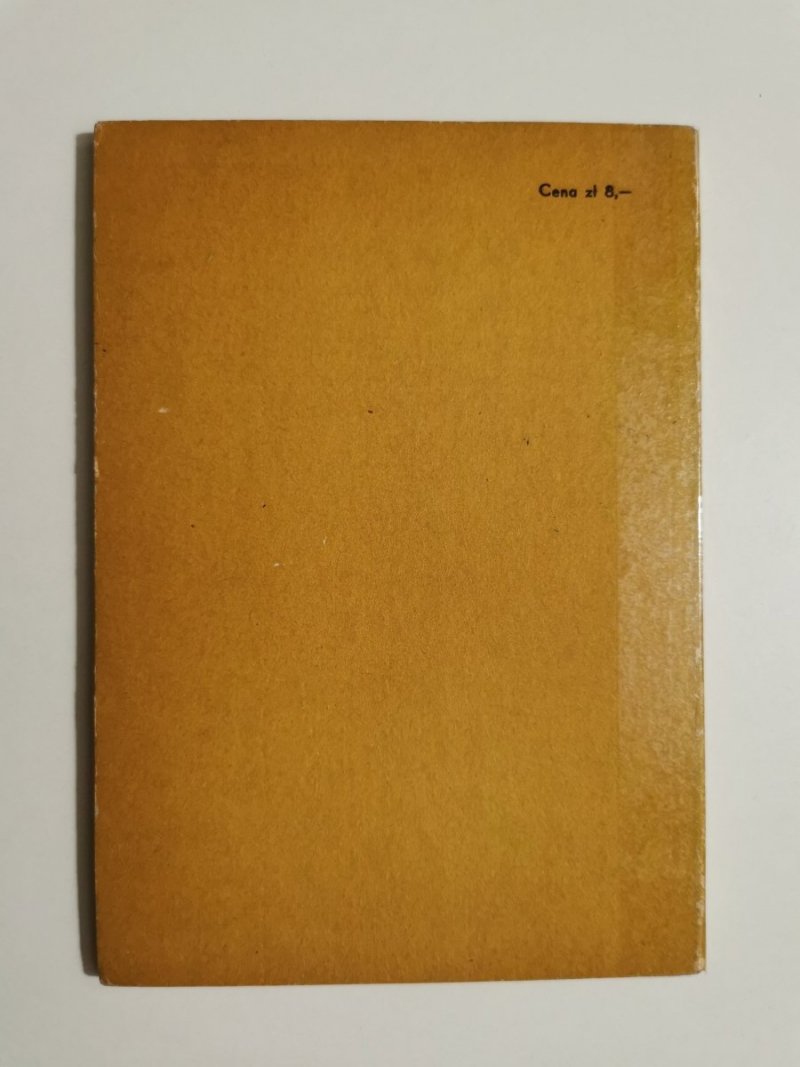 Cena zł 8,—